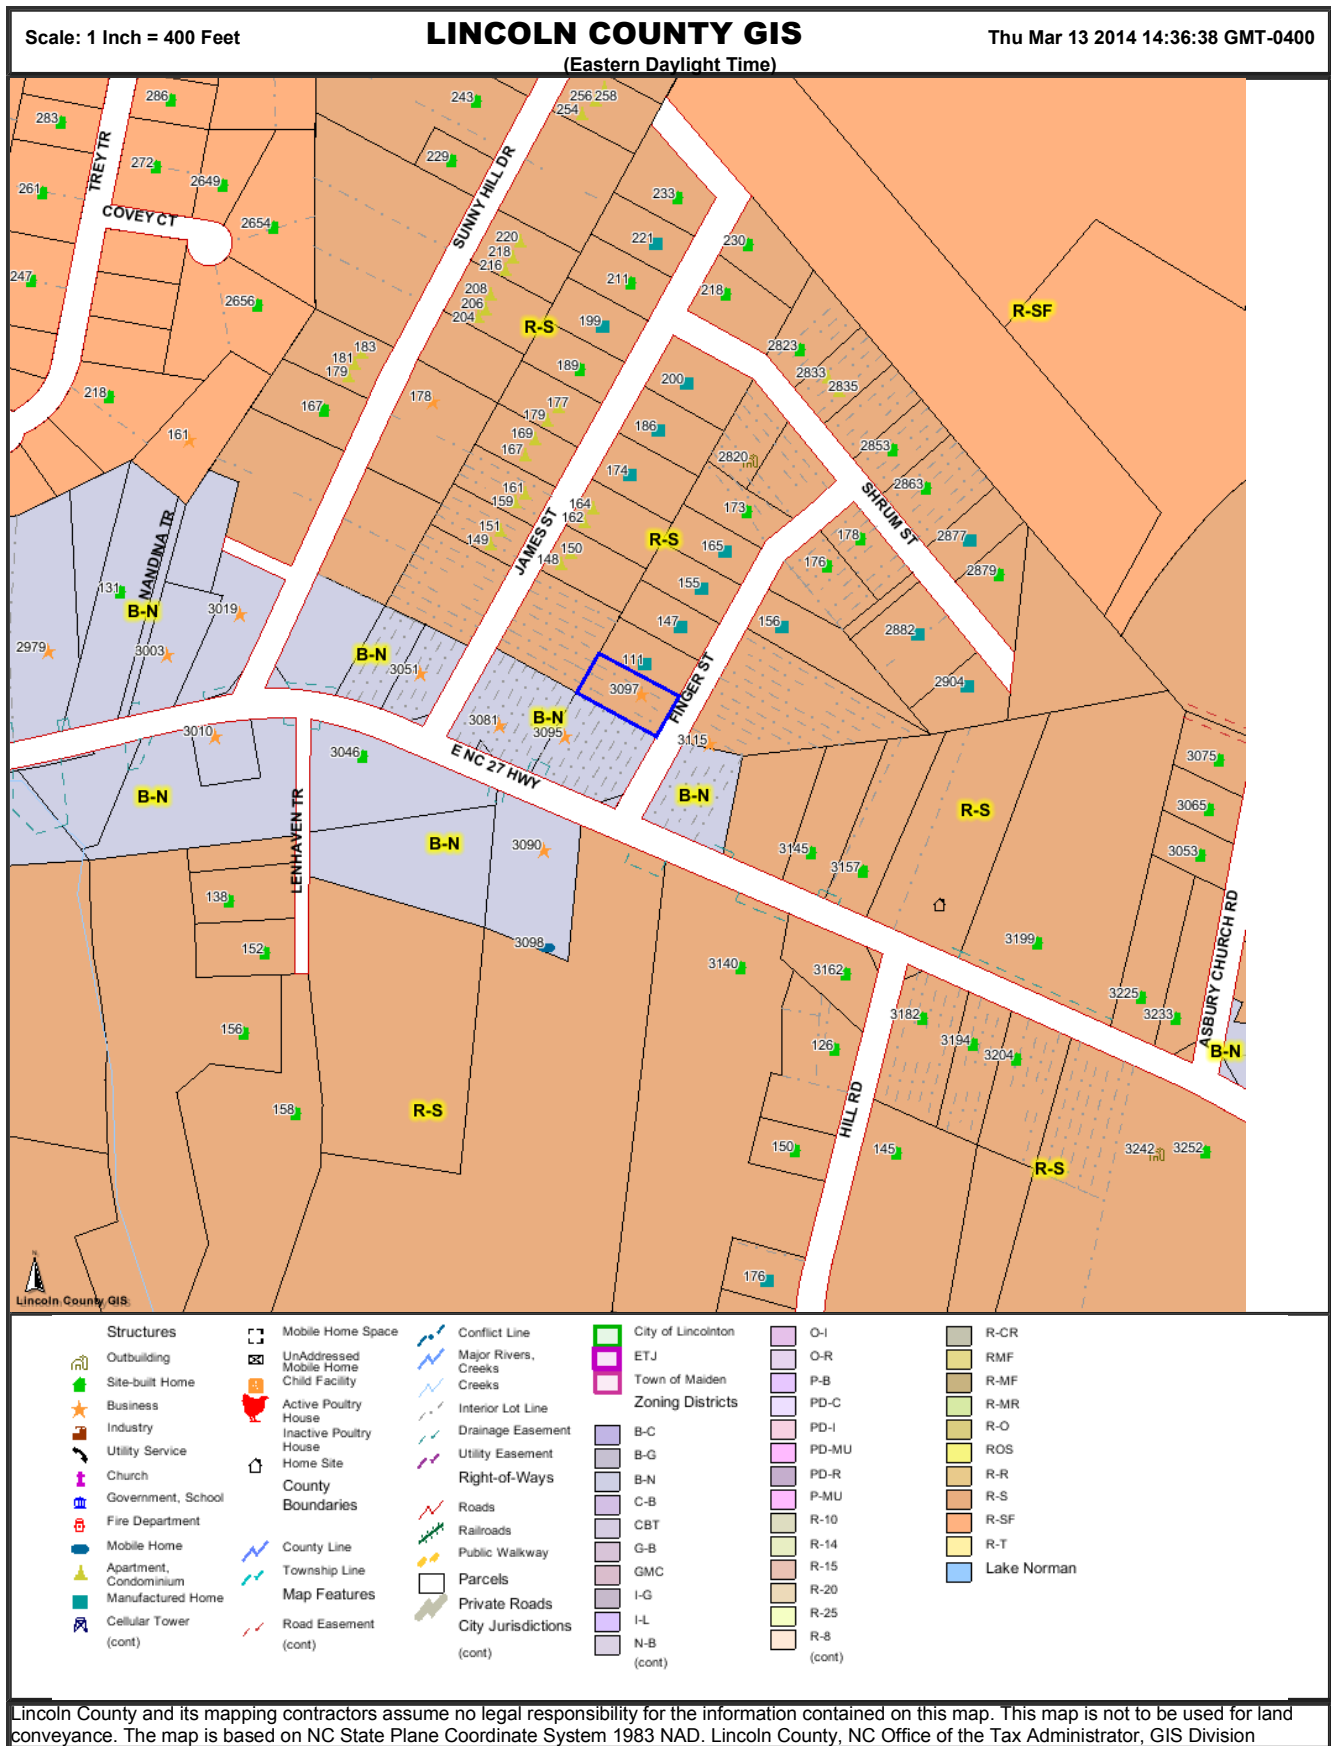 Scale: 1 Inch = 400 Feet
LINCOLN COUNTY GIS
Thu Mar 13 2014 14:36:38 GMT-0400
(Eastern Daylight Time)
286
283
243
256 258
254
TREY TR
272
2649
229
261
COVEY CT
2654
SUNNY HILL DR
233
220
218
216
221
230
247
2656
211
218
208
206
204
R-S
199
R-SF
183
181
179
189
2823
2833
2835
218
167
178
200
177
179
161
169
167
186
2820
2853
174
161
159
164
162
173
2863
SHRUM ST
NANDINA TR
151
149
JAMES ST
R-S
165
178
2877
150
148
176
2879
131
B-N
3019
155
147
156
2882
2979
3003
B-N
3051
111
3097
FINGER ST
2904
3010
3081
B-N
3095
3115
3046
E NC 27 HWY
3075
B-N
B-N
R-S
3065
LENHAVEN TR
B-N
3090
3145
3157
3053
138
152
3098
3140
3162
3199
ASBURY CHURCH RD
3225
3233
156
3182
3194
3204
126
B-N
158
R-S
HILL RD
150
145
R-S
3242
3252
176
N
Lincoln County GIS
Structures
Outbuilding
Site-built Home
Business
Industry
Utility Service
Church
Government, School
Fire Department
Mobile Home
Apartment,
Condominium
Manufactured Home
Cellular Tower
(cont)
Mobile Home Space
UnAddressed
Mobile Home
Child Facility
Active Poultry
House
Inactive Poultry
House
Home Site
County
Boundaries
County Line
Township Line
Map Features
Road Easement
(cont)
Conflict Line
Major Rivers,
Creeks
Creeks
Interior Lot Line
Drainage Easement
Utility Easement
Right-of-Ways
Roads
Railroads
Public Walkway
Parcels
Private Roads
City Jurisdictions
(cont)
City of Lincolnton
ETJ
Town of Maiden
Zoning Districts
B-C
B-G
B-N
C-B
CBT
G-B
GMC
I-G
I-L
N-B
(cont)
O-I
O-R
P-B
PD-C
PD-I
PD-MU
PD-R
P-MU
R-10
R-14
R-15
R-20
R-25
R-8
(cont)
R-CR
RMF
R-MF
R-MR
R-O
ROS
R-R
R-S
R-SF
R-T
Lake Norman
Lincoln County and its mapping contractors assume no legal responsibility for the information contained on this map. This map is not to be used for land
conveyance. The map is based on NC State Plane Coordinate System 1983 NAD. Lincoln County, NC Office of the Tax Administrator, GIS Division